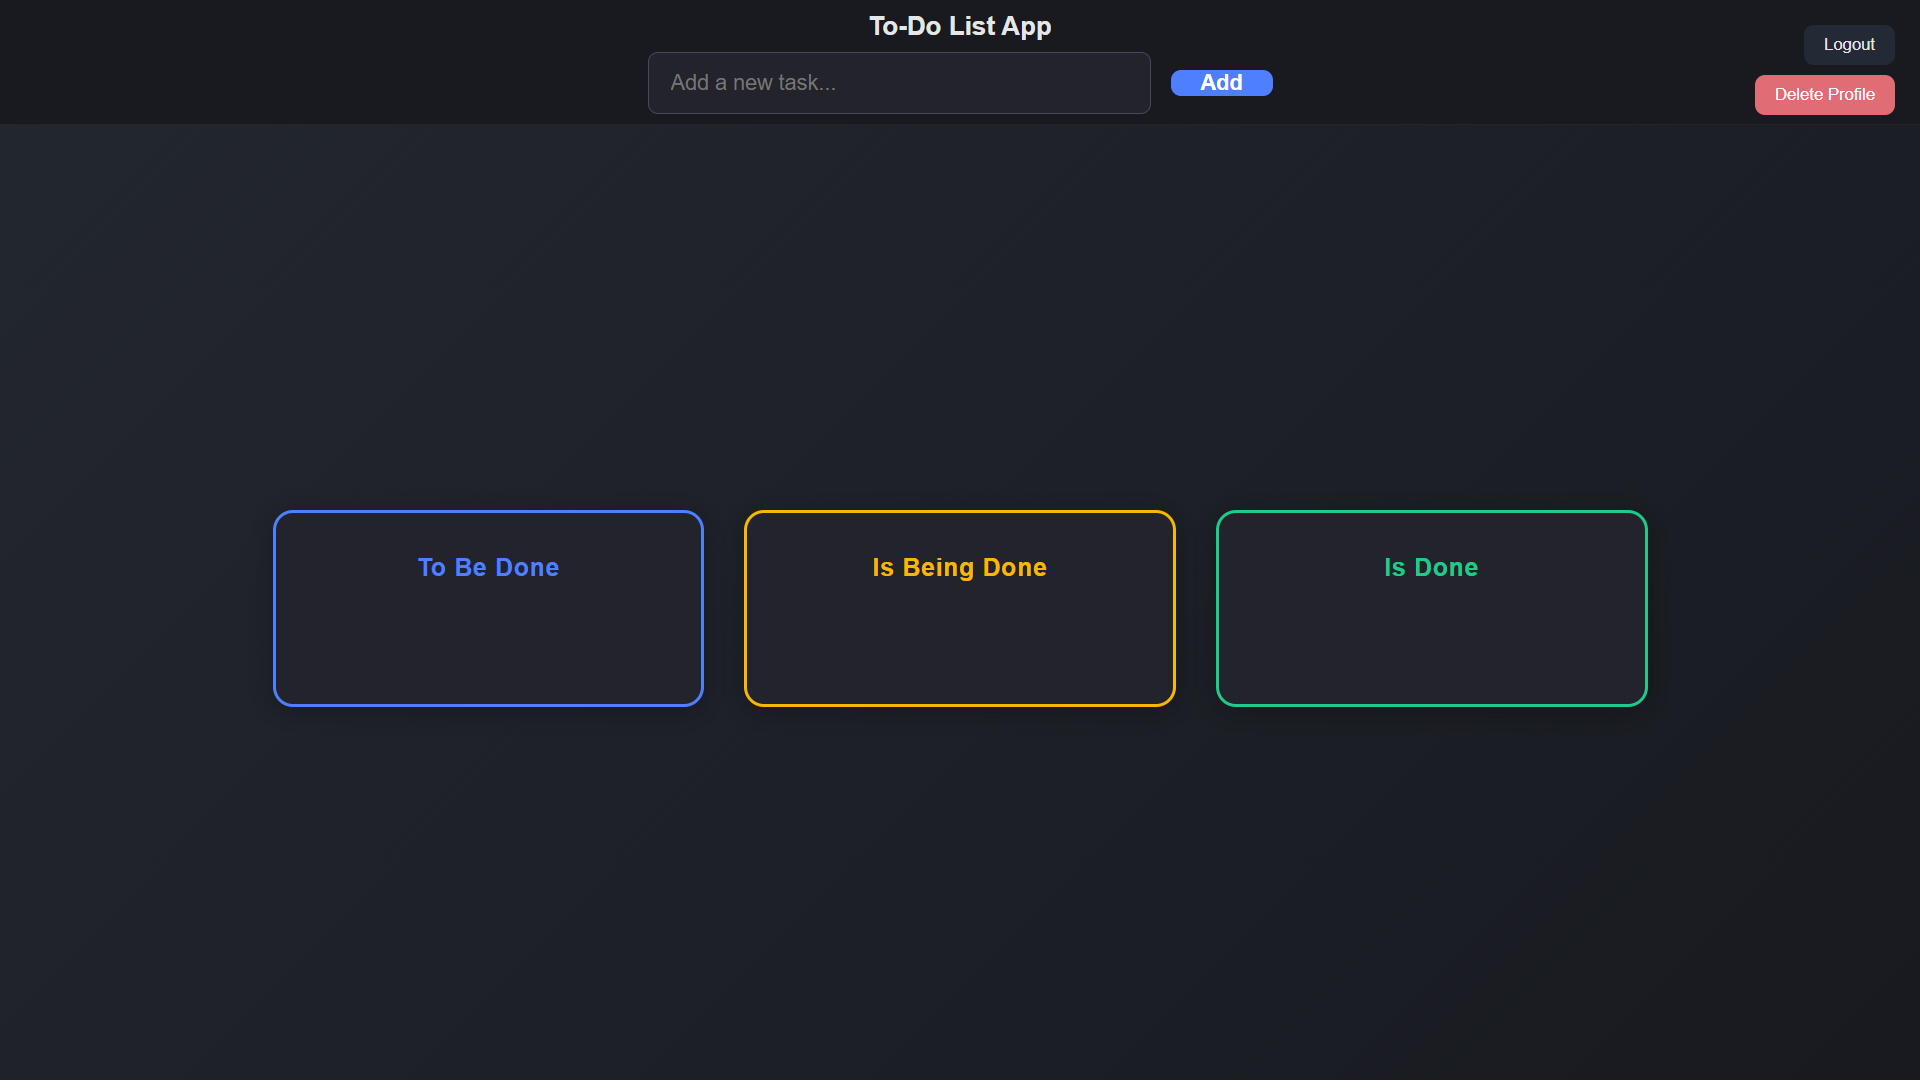 To-Do List App
Add a new task...
Add
Logout
Delete Profile
To Be Done
Is Being Done
Is Done